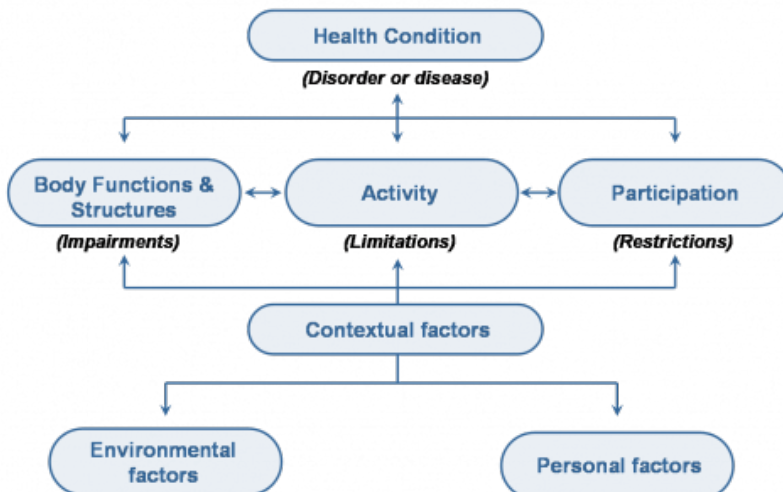 Health Condition
(Disorder or disease)
Body Functions &
Structures
Activity
Participation
(Impairments)
(Limitations)
(Restrictions)
Contextual factors
Environmental
factors
Personal factors